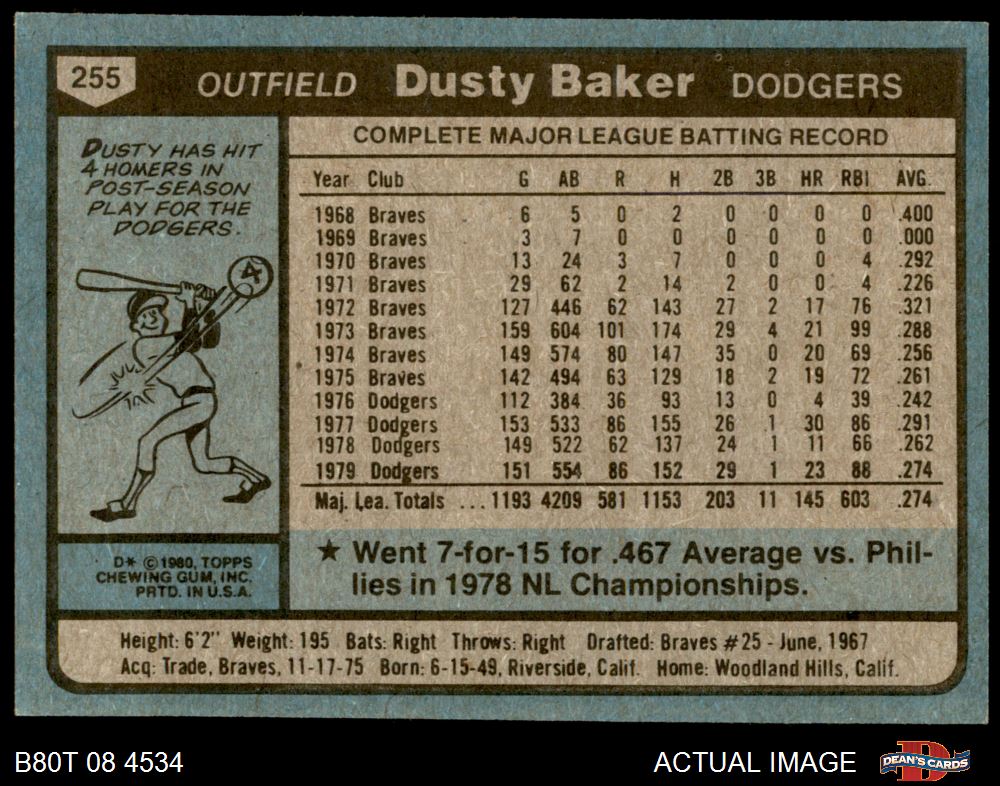 255 OUTFIELD Dusty Baker DODGERS
DUSTY HAS HIT
4 HOMERS IN
POST-SEASON
PLAY FOR THE
DODGERS.
4
D* © 1980, TOPPS
CHEWING GUM, INC.
PRTD. IN U.S.A.
COMPLETE MAJOR LEAGUE BATTING RECORD
Year Club G AB R H 2B 3B HR RBI AVG.
1968 Braves 6 5 0 2 0 0 0 0 .400
1969 Braves 3 7 0 0 0 0 0 0 .000
1970 Braves 13 24 3 7 0 0 0 4 .292
1971 Braves 29 62 2 14 2 0 0 4 .226
1972 Braves 127 446 62 143 27 2 17 76 .321
1973 Braves 159 604 101 174 29 4 21 99 .288
1974 Braves 149 574 80 147 35 0 20 69 .256
1975 Braves 142 494 63 129 18 2 19 72 .261
1976 Dodgers 112 384 36 93 13 0 4 39 .242
1977 Dodgers 153 533 86 155 26 1 30 86 .291
1978 Dodgers 149 522 62 137 24 1 11 66 .262
1979 Dodgers 151 554 86 152 29 1 23 88 .274
Maj. Lea. Totals ...1193 4209 581 1153 203 11 145 603 .274
★ Went 7-for-15 for .467 Average vs. Phil-
lies in 1978 NL Championships.
Height: 6'2" Weight: 195 Bats: Right Throws: Right Drafted: Braves #25 - June, 1967
Acq: Trade, Braves, 11-17-75 Born: 6-15-49, Riverside, Calif. Home: Woodland Hills, Calif.
B80T 08 4534 ACTUAL IMAGE
D
DEAN'S CARDS